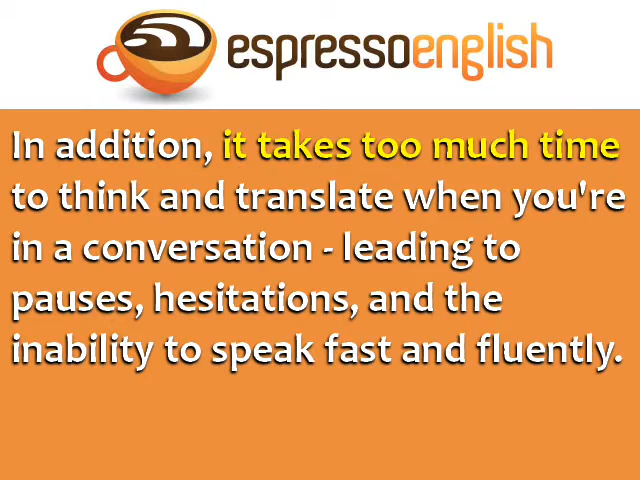 espressoenglish
In addition, it takes too much time
to think and translate when you're
in a conversation - leading to
pauses, hesitations, and the
inability to speak fast and fluently.